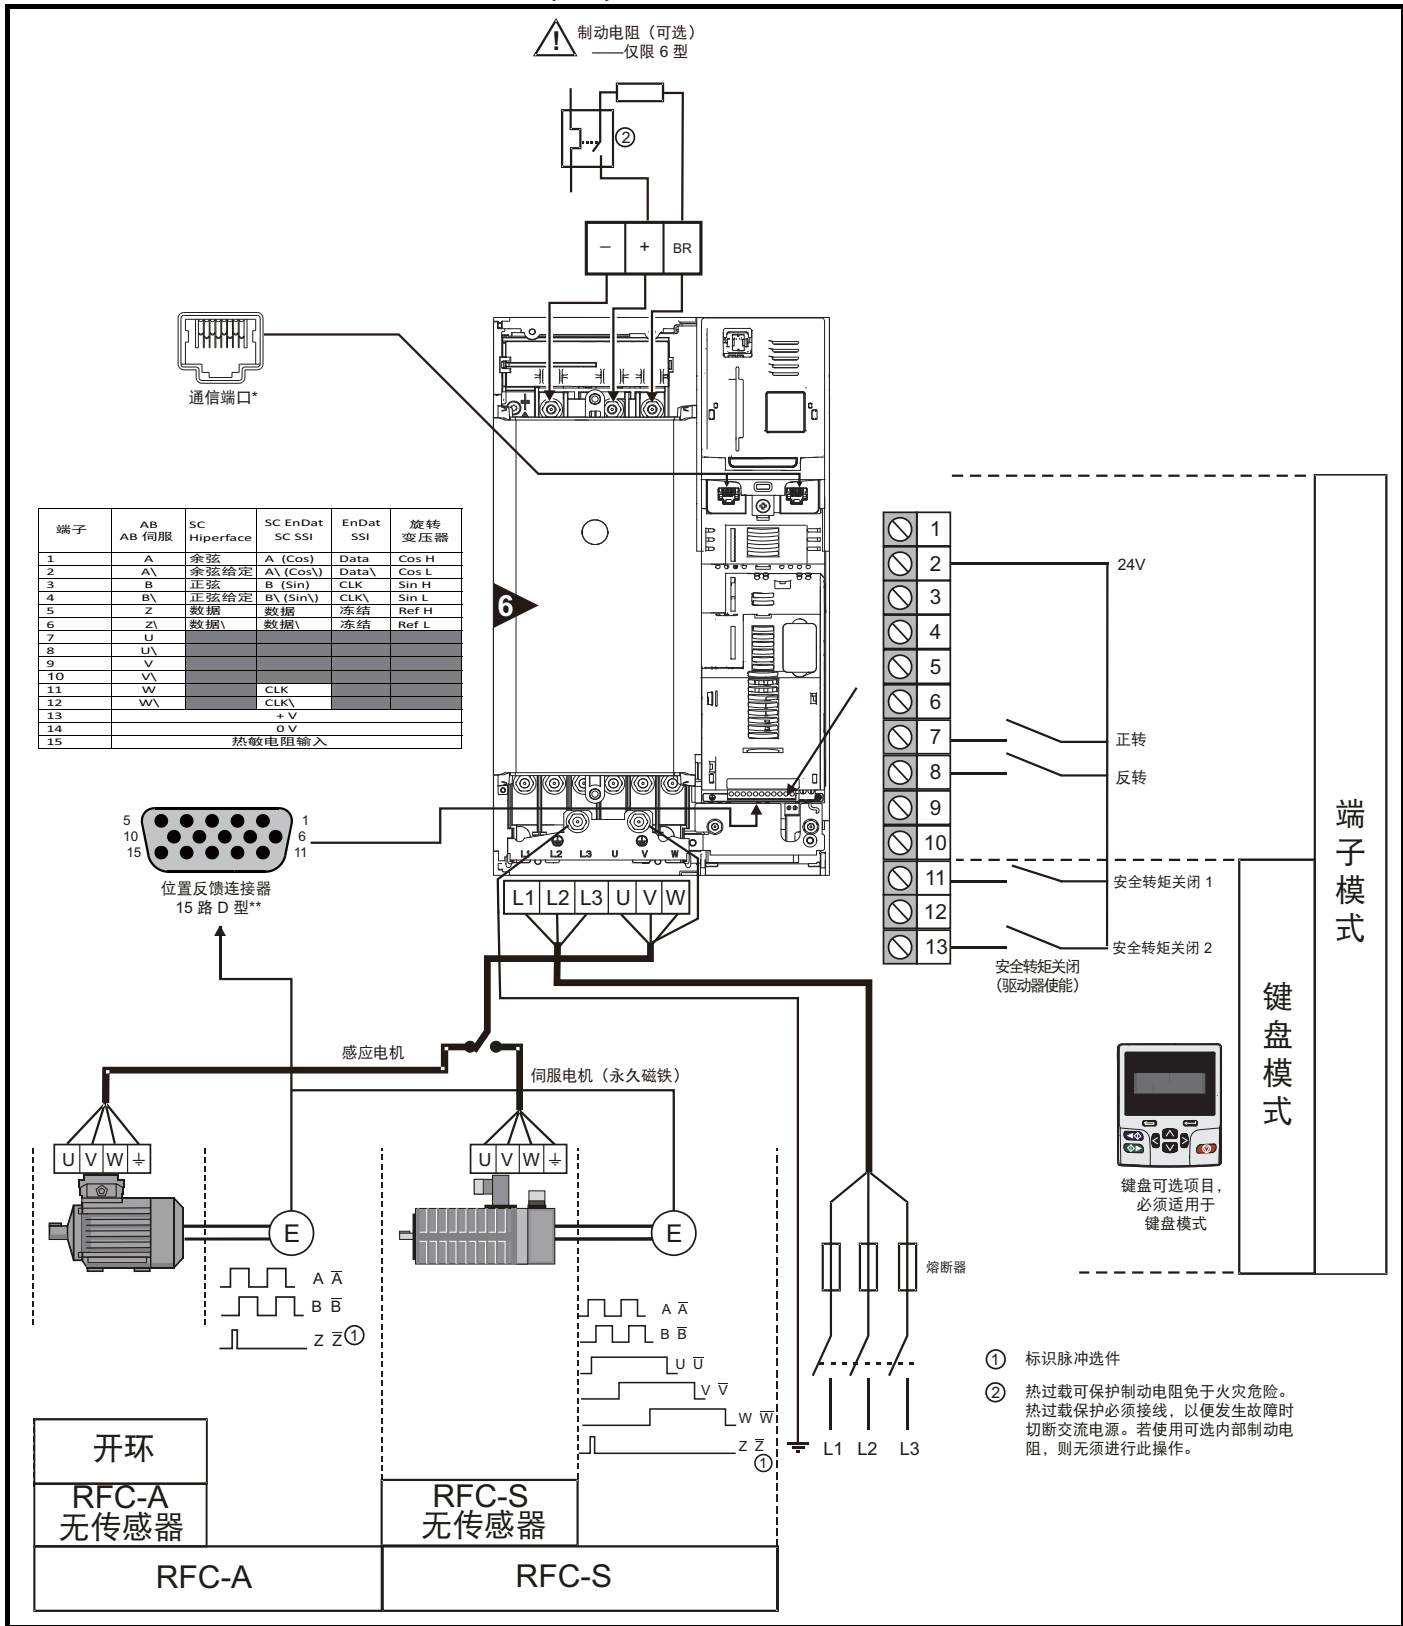 制动电阻（可选）
——仅限 6 型
②
− + BR
通信端口*
端子 AB AB 伺服 SC Hiperface SC EnDat SC SSI EnDat SSI 旋转变压器
1 A 余弦 A (Cos) Data Cos H
2 A\ 余弦给定 A\ (Cos\) Data\ Cos L
3 B 正弦 B (Sin) CLK Sin H
4 B\ 正弦给定 B\ (Sin\) CLK\ Sin L
5 Z 数据 数据 冻结 Ref H
6 Z\ 数据\ 数据\ 冻结 Ref L
7 U
8 U\
9 V
10 V\
11 W CLK
12 W\ CLK\
13 + V
14 0 V
15 热敏电阻输入
6
L1 L2 L3 U V W
L1 L2 L3 U V W
5 1
10 6
15 11
位置反馈连接器
15 路 D 型**
1
2 24V
3
4
5
6
7 正转
8 反转
9
10
11 安全转矩关闭 1
12
13 安全转矩关闭 2
安全转矩关闭
（驱动器使能）
端子模式
键盘模式
键盘可选项目，
必须适用于
键盘模式
感应电机
伺服电机（永久磁铁）
U V W
U V W
E
E
A A̅
B B̅
Z Z̅ ①
A A̅
B B̅
U U̅
V V̅
W W̅
Z Z̅
①
熔断器
L1 L2 L3
① 标识脉冲选件
② 热过载可保护制动电阻免于火灾危险。
热过载保护必须接线，以便发生故障时
切断交流电源。若使用可选内部制动电
阻，则无须进行此操作。
开环
RFC-A
无传感器
RFC-A
RFC-S
无传感器
RFC-S